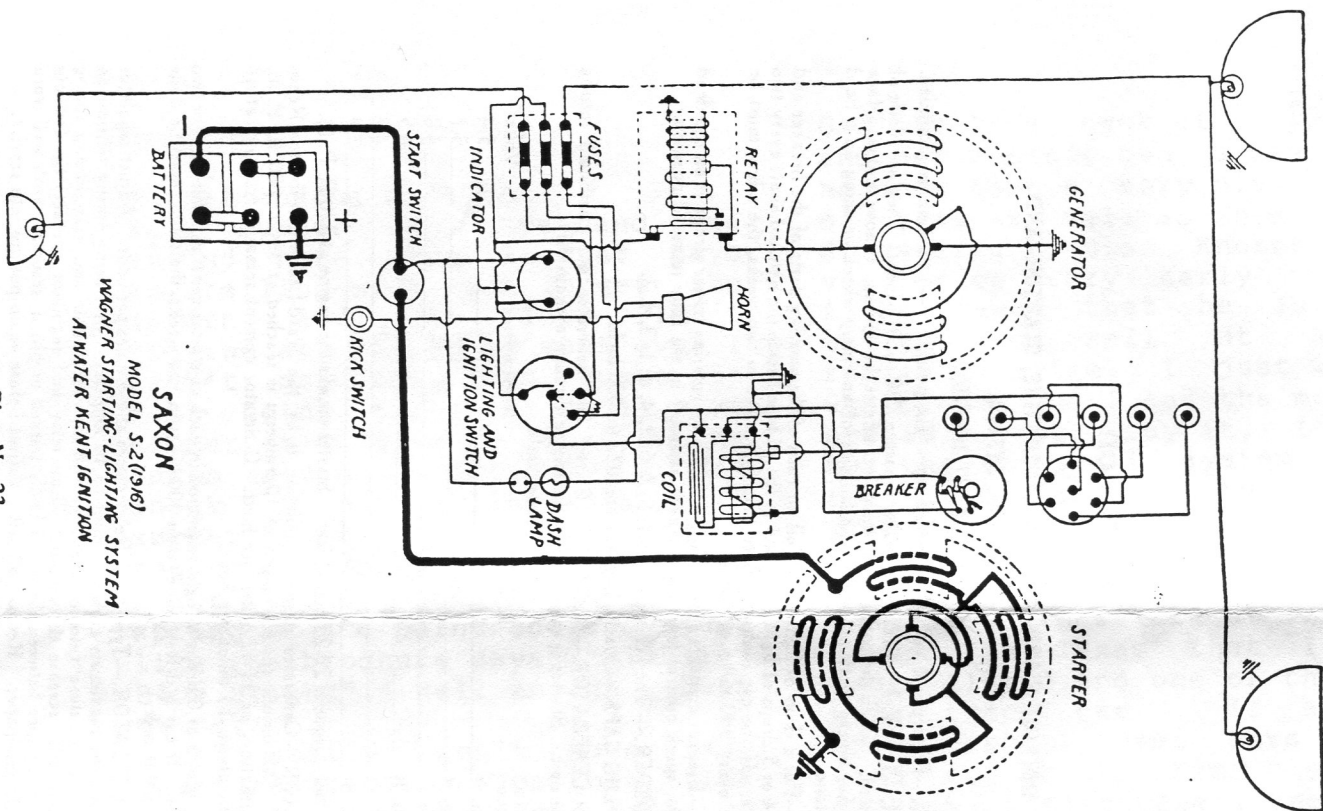 GENERATOR
STARTER
RELAY
HORN
FUSES
COIL
BREAKER
DASH
LAMP
LIGHTING AND
IGNITION SWITCH
INDICATOR
START SWITCH
KICK SWITCH
BATTERY
-
+
SAXON
MODEL S-2 (1916)
WAGNER STARTING-LIGHTING SYSTEM
ATWATER KENT IGNITION